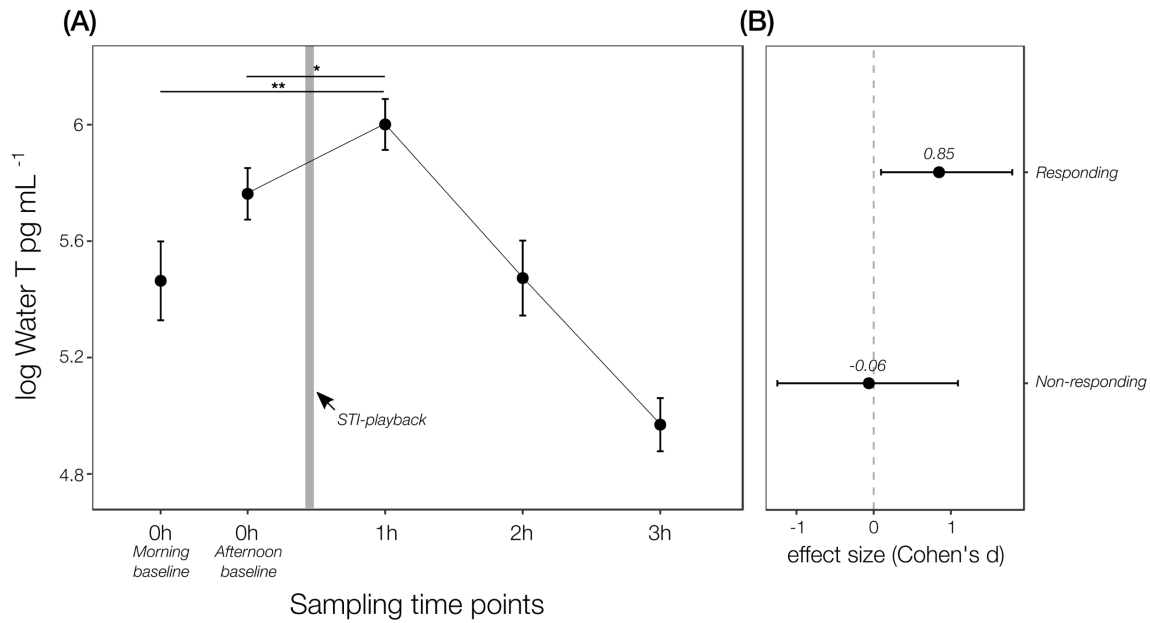 (A)
(B)
*
**
6
5.6
5.2
4.8
log Water T pg mL -1
STI-playback
0h
Morning
baseline
0h
Afternoon
baseline
1h
2h
3h
Sampling time points
0.85
Responding
-0.06
Non-responding
-1
0
1
effect size (Cohen's d)